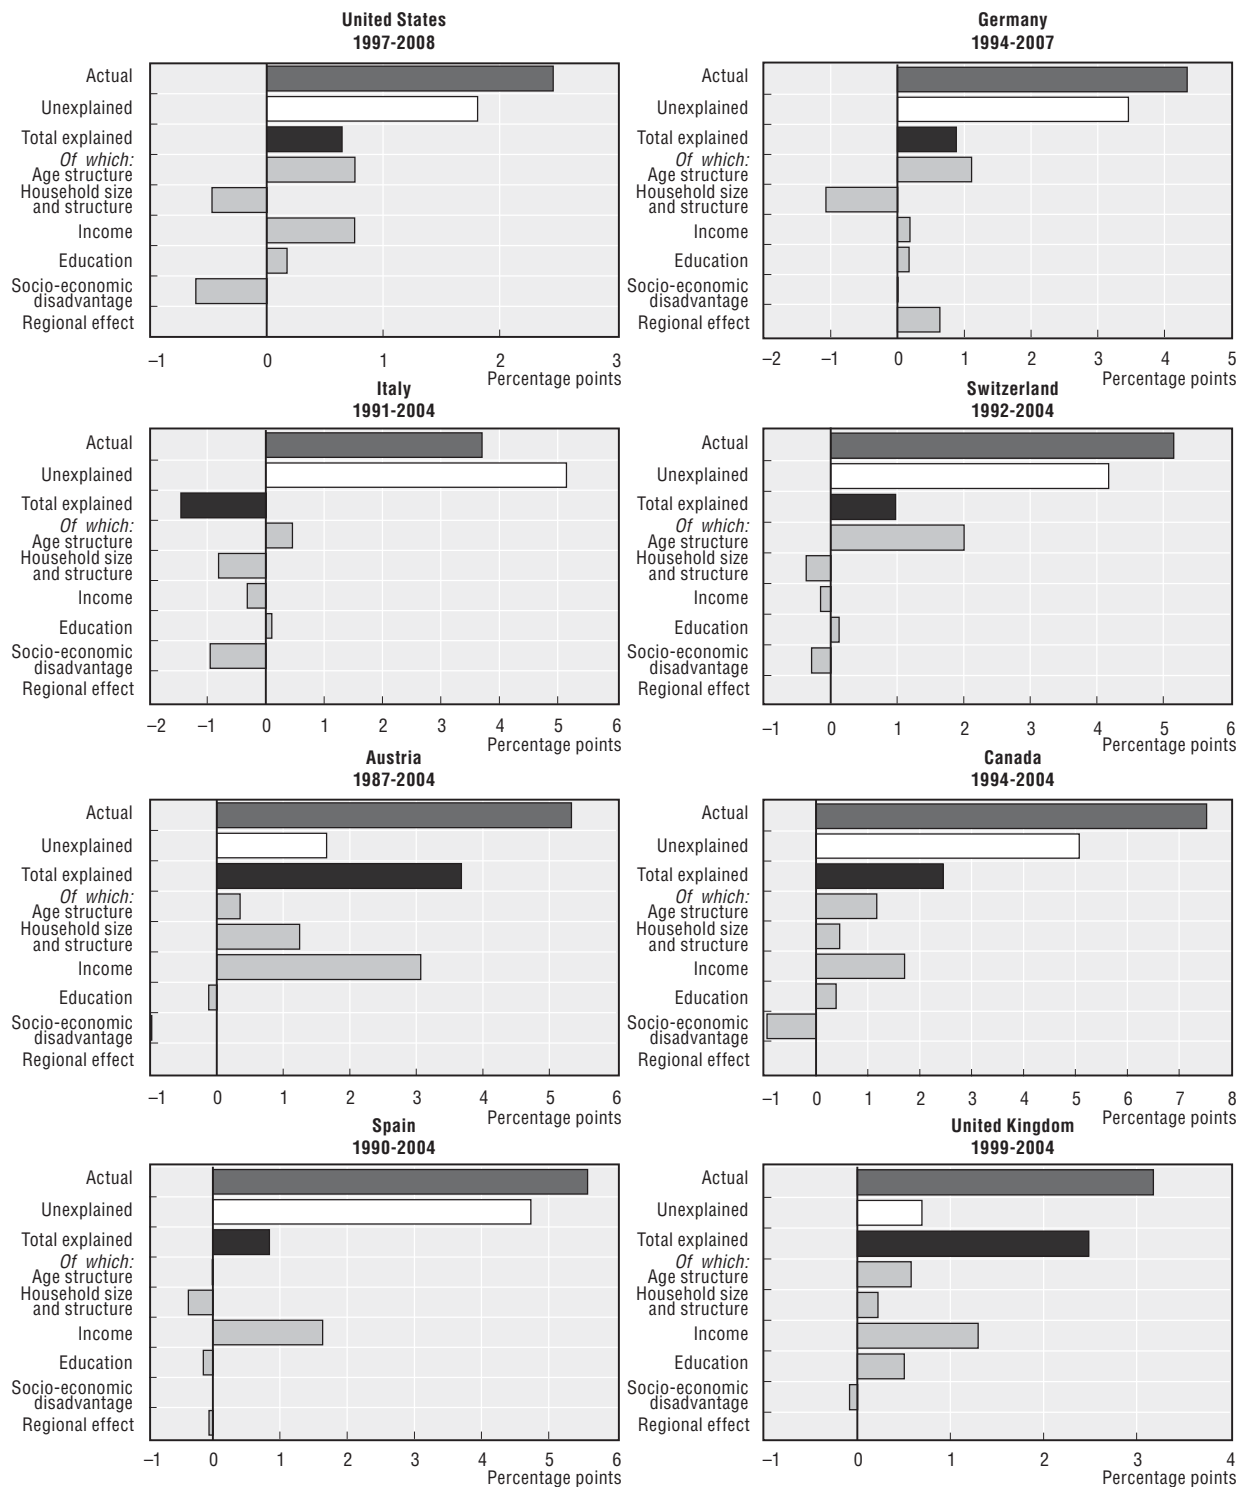 United States
1997-2008
Actual
Unexplained
Total explained
Of which:
Age structure
Household size
and structure
Income
Education
Socio-economic
disadvantage
Regional effect
–1 0 1 2 3
Percentage points
Germany
1994-2007
Actual
Unexplained
Total explained
Of which:
Age structure
Household size
and structure
Income
Education
Socio-economic
disadvantage
Regional effect
–2 –1 0 1 2 3 4 5
Percentage points
Italy
1991-2004
Actual
Unexplained
Total explained
Of which:
Age structure
Household size
and structure
Income
Education
Socio-economic
disadvantage
Regional effect
–2 –1 0 1 2 3 4 5 6
Percentage points
Switzerland
1992-2004
Actual
Unexplained
Total explained
Of which:
Age structure
Household size
and structure
Income
Education
Socio-economic
disadvantage
Regional effect
–1 0 1 2 3 4 5 6
Percentage points
Austria
1987-2004
Actual
Unexplained
Total explained
Of which:
Age structure
Household size
and structure
Income
Education
Socio-economic
disadvantage
Regional effect
–1 0 1 2 3 4 5 6
Percentage points
Canada
1994-2004
Actual
Unexplained
Total explained
Of which:
Age structure
Household size
and structure
Income
Education
Socio-economic
disadvantage
Regional effect
–1 0 1 2 3 4 5 6 7 8
Percentage points
Spain
1990-2004
Actual
Unexplained
Total explained
Of which:
Age structure
Household size
and structure
Income
Education
Socio-economic
disadvantage
Regional effect
–1 0 1 2 3 4 5 6
Percentage points
United Kingdom
1999-2004
Actual
Unexplained
Total explained
Of which:
Age structure
Household size
and structure
Income
Education
Socio-economic
disadvantage
Regional effect
–1 0 1 2 3 4
Percentage points